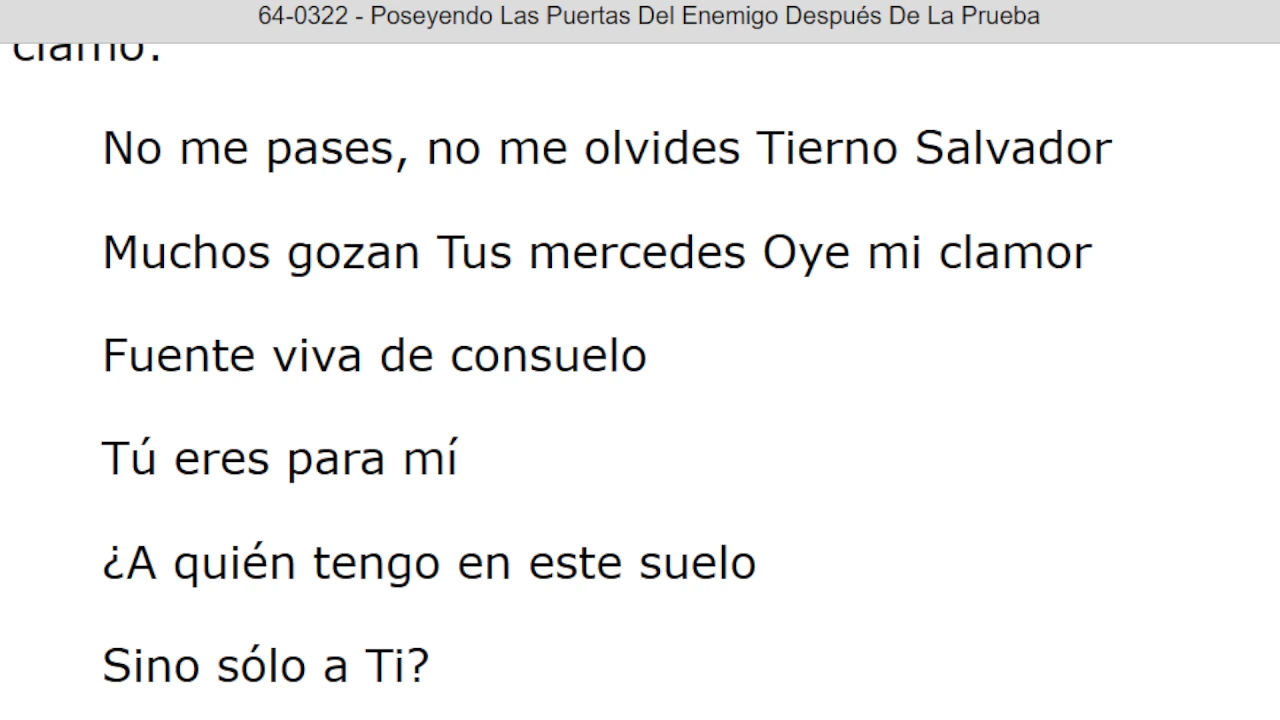 64-0322 - Poseyendo Las Puertas Del Enemigo Después De La Prueba
clamo.
No me pases, no me olvides Tierno Salvador
Muchos gozan Tus mercedes Oye mi clamor
Fuente viva de consuelo
Tú eres para mí
¿A quién tengo en este suelo
Sino sólo a Ti?